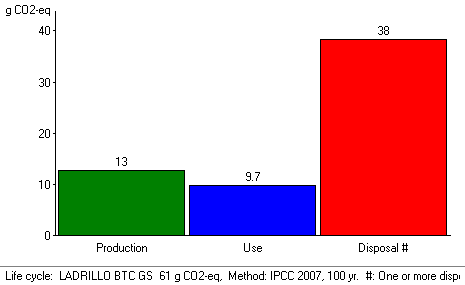 g CO2-eq
40
38
30
20
13
10
9.7
0
Production Use Disposal #
Life cycle: LADRILLO BTC GS 61 g CO2-eq, Method: IPCC 2007, 100 yr. #: One or more